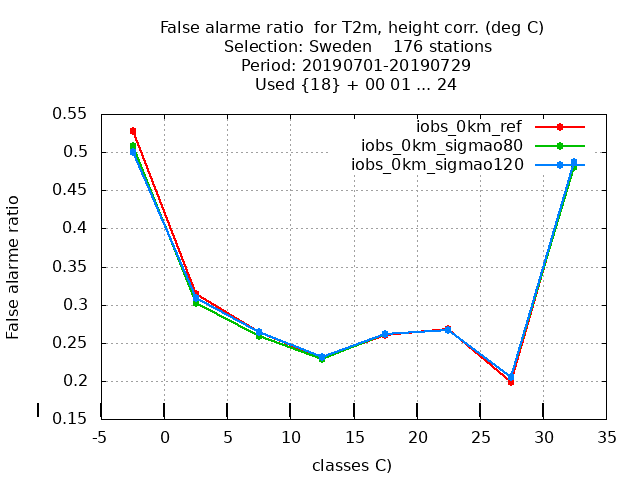 False alarme ratio  for T2m, height corr. (deg C)
Selection: Sweden    176 stations
Period: 20190701-20190729
Used {18} + 00 01 ... 24
iobs_0km_ref
iobs_0km_sigmao80
iobs_0km_sigmao120
0.55
0.5
0.45
0.4
0.35
0.3
0.25
0.2
0.15
False alarme ratio
-5 0 5 10 15 20 25 30 35
classes C)